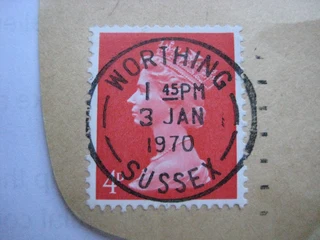 WORTHING
1 45PM
3 JAN
1970
SUSSEX
4D